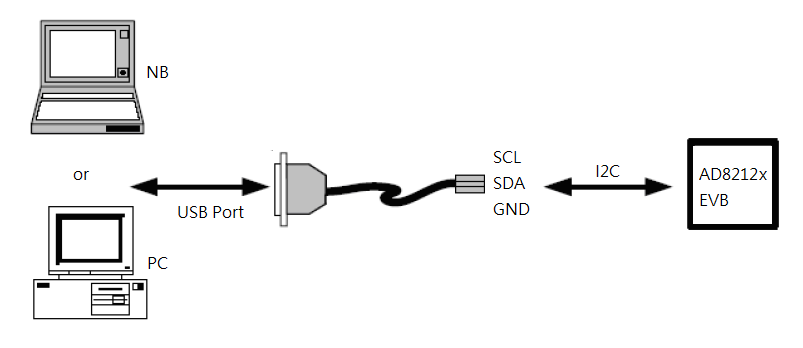 NB
or
PC
USB Port
SCL
SDA
GND
I2C
AD8212x
EVB